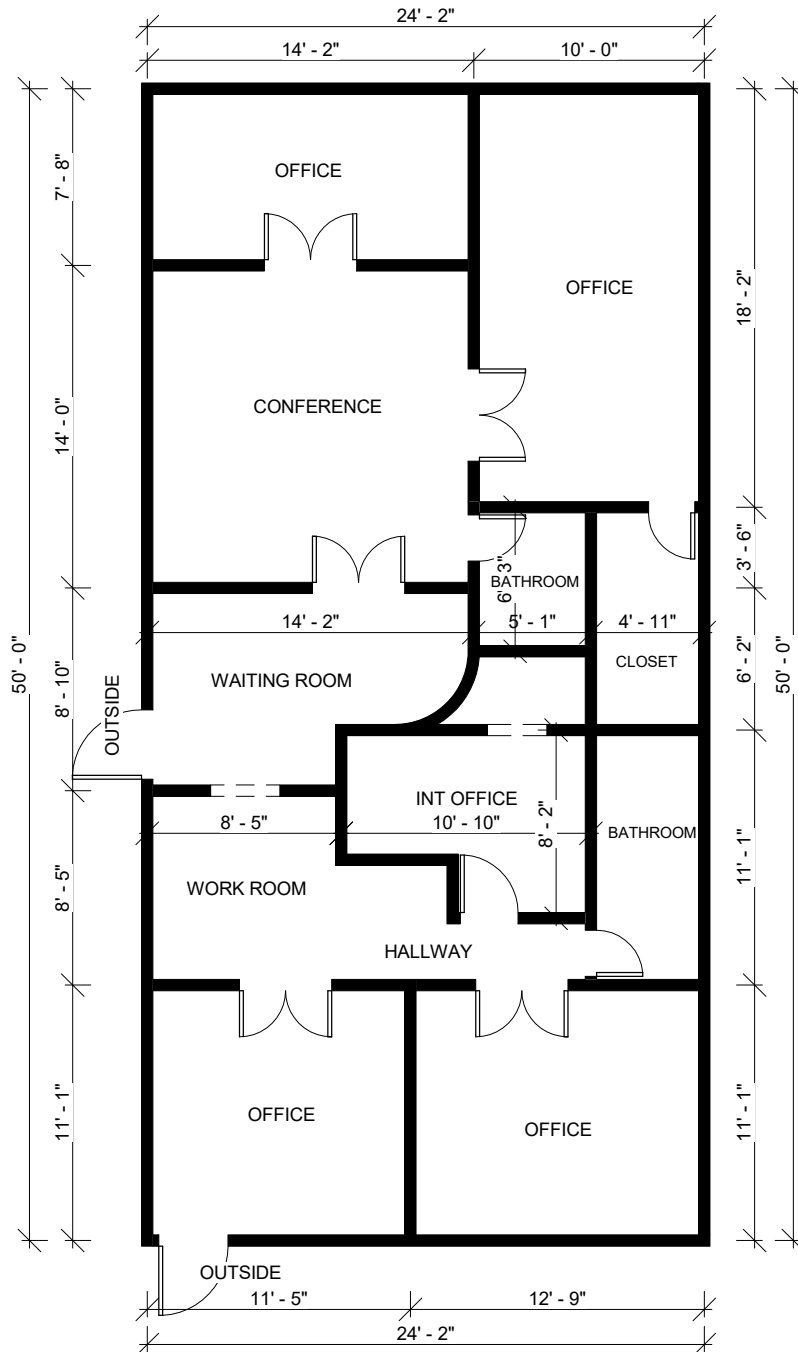 24' - 2"
14' - 2"
10' - 0"
7' - 8"
OFFICE
OFFICE
18' - 2"
14' - 0"
CONFERENCE
3' - 6"
6' - 3"
BATHROOM
14' - 2"
5' - 1"
4' - 11"
50' - 0"
50' - 0"
8' - 10"
OUTSIDE
WAITING ROOM
CLOSET
6' - 2"
INT OFFICE
8' - 5"
10' - 10"
8' - 2"
BATHROOM
11' - 1"
8' - 5"
WORK ROOM
HALLWAY
11' - 1"
OFFICE
OFFICE
11' - 1"
OUTSIDE
11' - 5"
12' - 9"
24' - 2"